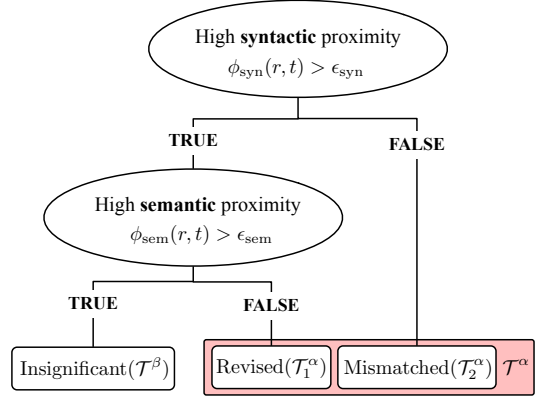 High syntactic proximity
ϕ_syn(r, t) > ϵ_syn
TRUE
FALSE
High semantic proximity
ϕ_sem(r, t) > ϵ_sem
TRUE
FALSE
Insignificant(𝒯^β)
Revised(𝒯_1^α)
Mismatched(𝒯_2^α)
𝒯^α